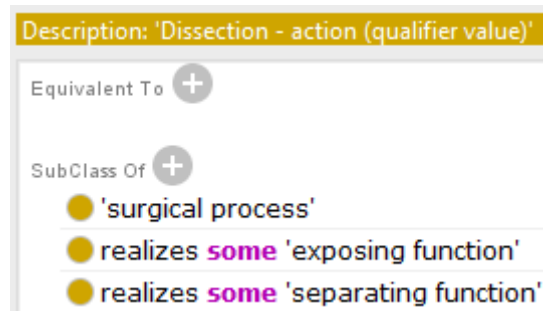 Description: 'Dissection - action (qualifier value)'
Equivalent To
SubClass Of
'surgical process'
realizes some 'exposing function'
realizes some 'separating function'